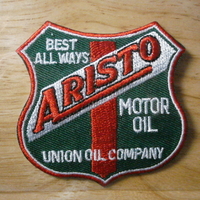 BEST
ALL WAYS
ARISTO
MOTOR
OIL
UNION OIL COMPANY